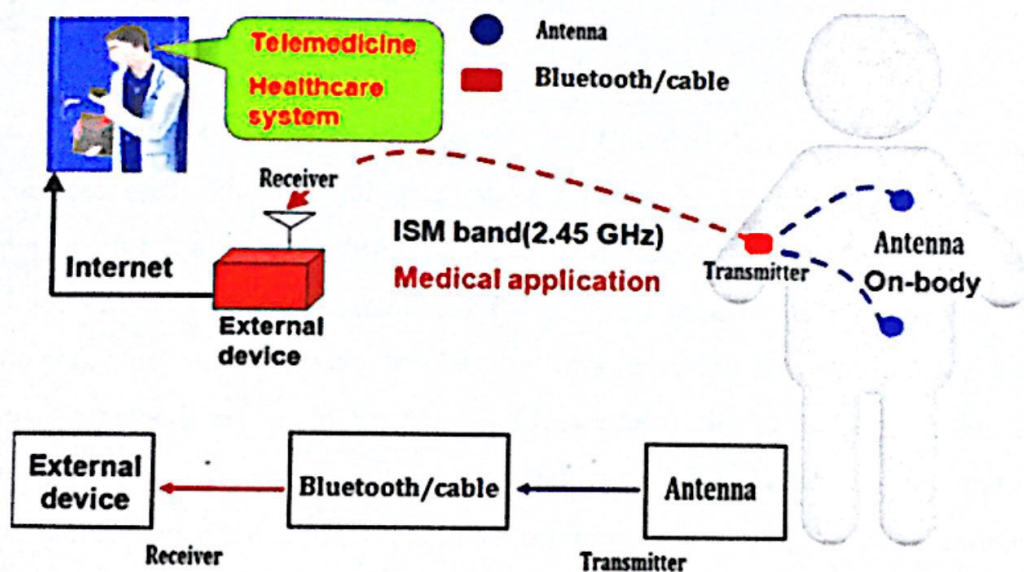 Telemedicine
Healthcare
system
Antenna
Bluetooth/cable
Receiver
ISM band(2.45 GHz)
Medical application
Internet
External
device
Transmitter
Antenna
On-body
External
device
Bluetooth/cable
Antenna
Receiver
Transmitter